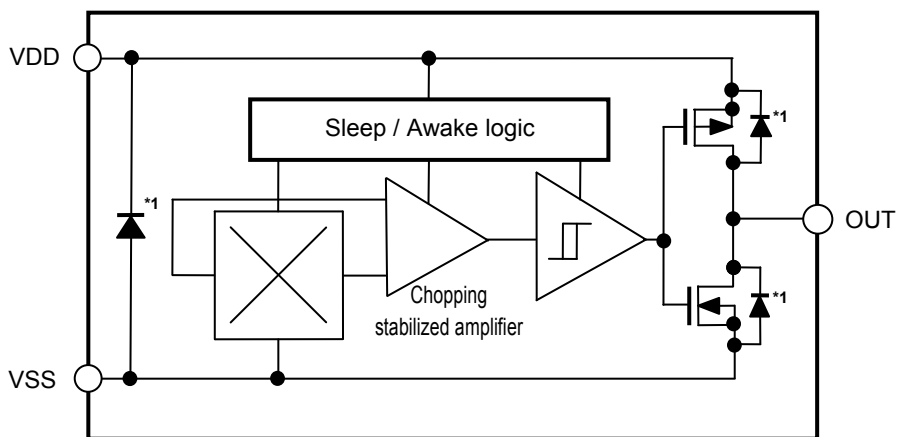 VDD
Sleep / Awake logic
*1
*1
OUT
*1
Chopping
stabilized amplifier
*1
VSS